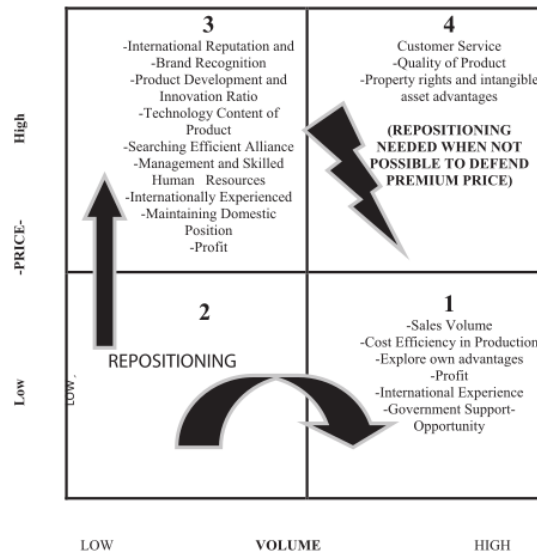 3
-International Reputation and
-Brand Recognition
-Product Development and
Innovation Ratio
-Technology Content of
Product
-Searching Efficient Alliance
-Management and Skilled
Human Resources
-Internationally Experienced
-Maintaining Domestic
Position
-Profit
4
Customer Service
-Quality of Product
-Property rights and intangible
asset advantages
(REPOSITIONING
NEEDED WHEN NOT
POSSIBLE TO DEFEND
PREMIUM PRICE)
High
-PRICE-
Low
LOW
2
REPOSITIONING
1
-Sales Volume
-Cost Efficiency in Production
-Explore own advantages
-Profit
-International Experience
-Government Support-
Opportunity
LOW VOLUME HIGH